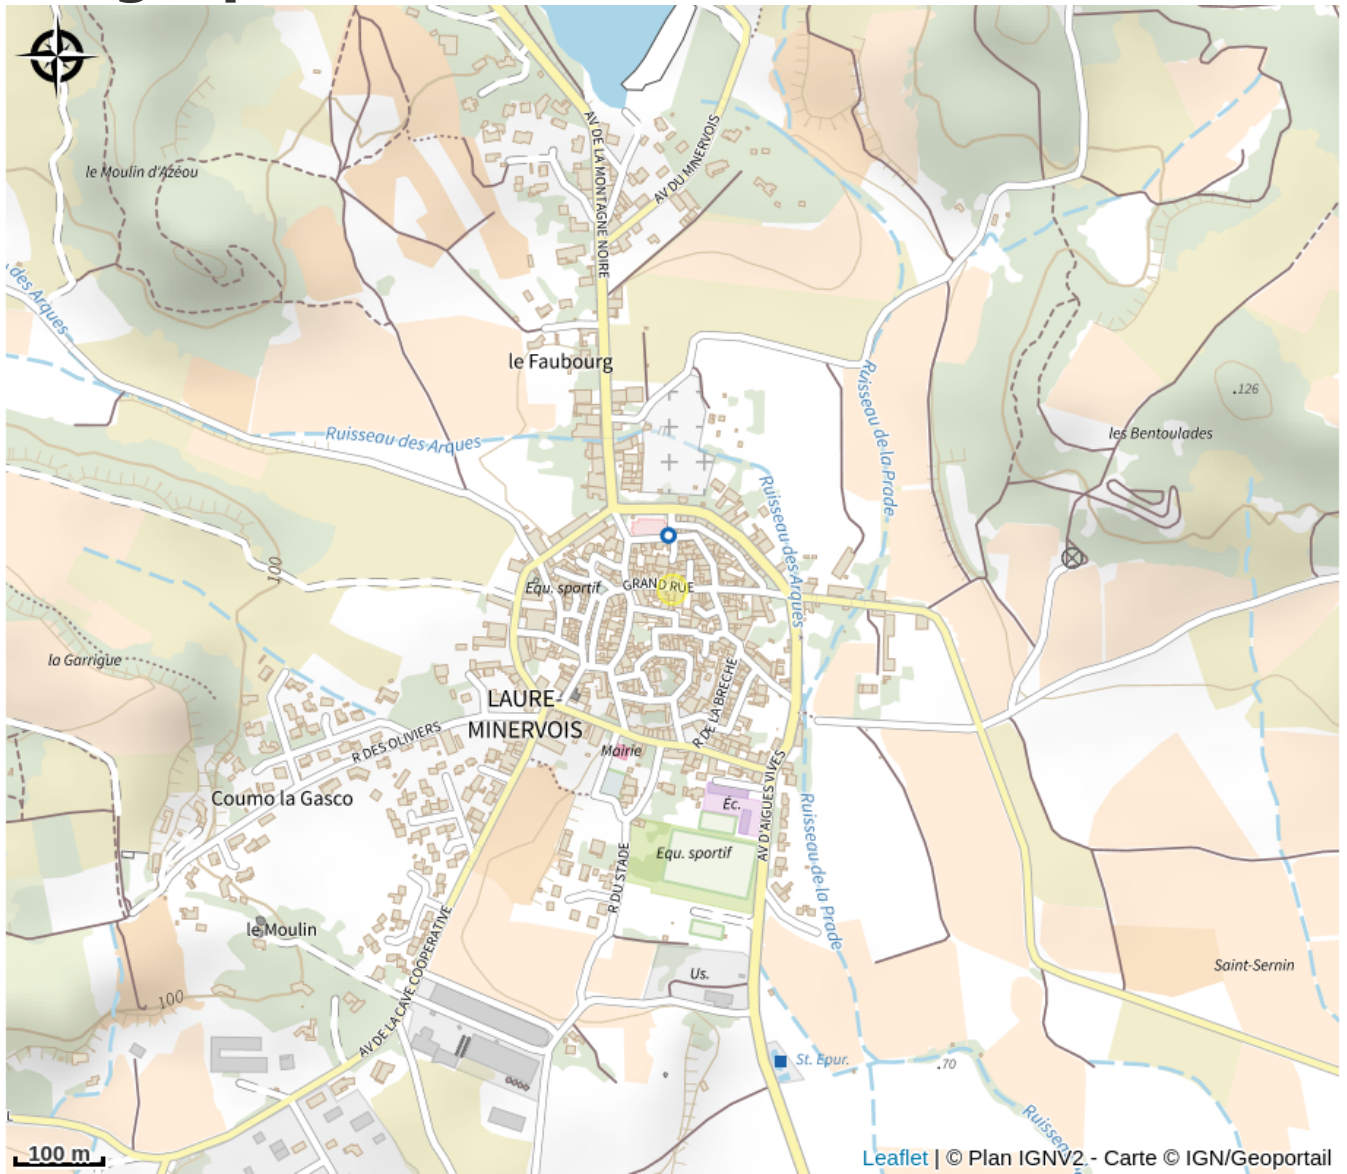 le Moulin d'Azéou
AV DE LA MONTAGNE NOIRE
AV DU MINERVOIS
des Arques
le Faubourg
Ruisseau de la Prade
.126
les Bentoulades
Ruisseau des Arques
Ruisseau des Arques
100
Equ. sportif
GRAND RUE
la Garrigue
LAURE-
MINERVOIS
R DE LA BRECHE
R DES OLIVIERS
Mairie
Coumo la Gasco
Éc.
AV D'AIGUES VIVES
Equ. sportif
R DU STADE
Ruisseau de la Prade
le Moulin
AV DE LA CAVE COOPERATIVE
Us.
Saint-Sernin
100
St. Epur.
.70
Ruisseau
L
100 m
Leaflet | © Plan IGNV2 - Carte © IGN/Geoportail